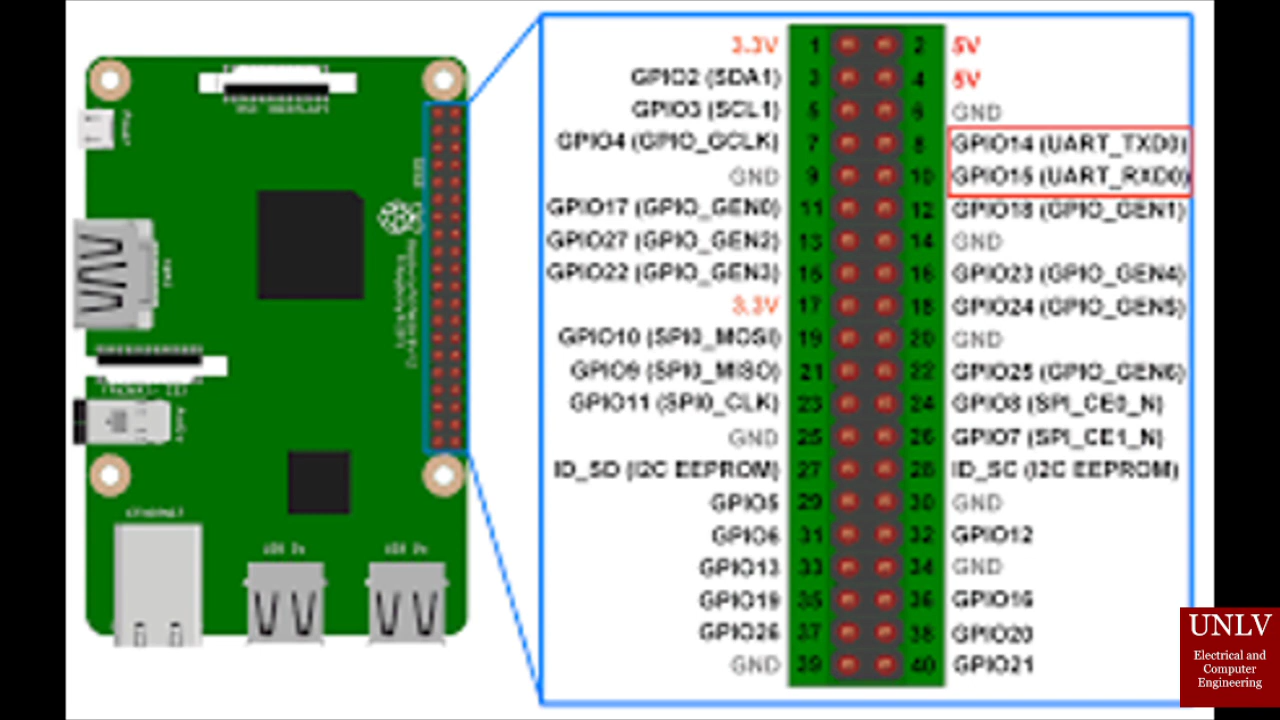 3.3V 1 2 5V
GPIO2 (SDA1) 3 4 5V
GPIO3 (SCL1) 5 6 GND
GPIO4 (GPIO_GCLK) 7 8 GPIO14 (UART_TXD0)
GND 9 10 GPIO15 (UART_RXD0)
GPIO17 (GPIO_GEN0) 11 12 GPIO18 (GPIO_GEN1)
GPIO27 (GPIO_GEN2) 13 14 GND
GPIO22 (GPIO_GEN3) 15 16 GPIO23 (GPIO_GEN4)
3.3V 17 18 GPIO24 (GPIO_GEN5)
GPIO10 (SPI0_MOSI) 19 20 GND
GPIO9 (SPI0_MISO) 21 22 GPIO25 (GPIO_GEN6)
GPIO11 (SPI0_CLK) 23 24 GPIO8 (SPI_CE0_N)
GND 25 26 GPIO7 (SPI_CE1_N)
ID_SD (I2C EEPROM) 27 28 ID_SC (I2C EEPROM)
GPIO5 29 30 GND
GPIO6 31 32 GPIO12
GPIO13 33 34 GND
GPIO19 35 36 GPIO16
GPIO26 37 38 GPIO20
GND 39 40 GPIO21
ETHERNET
UNLV
Electrical and
Computer
Engineering